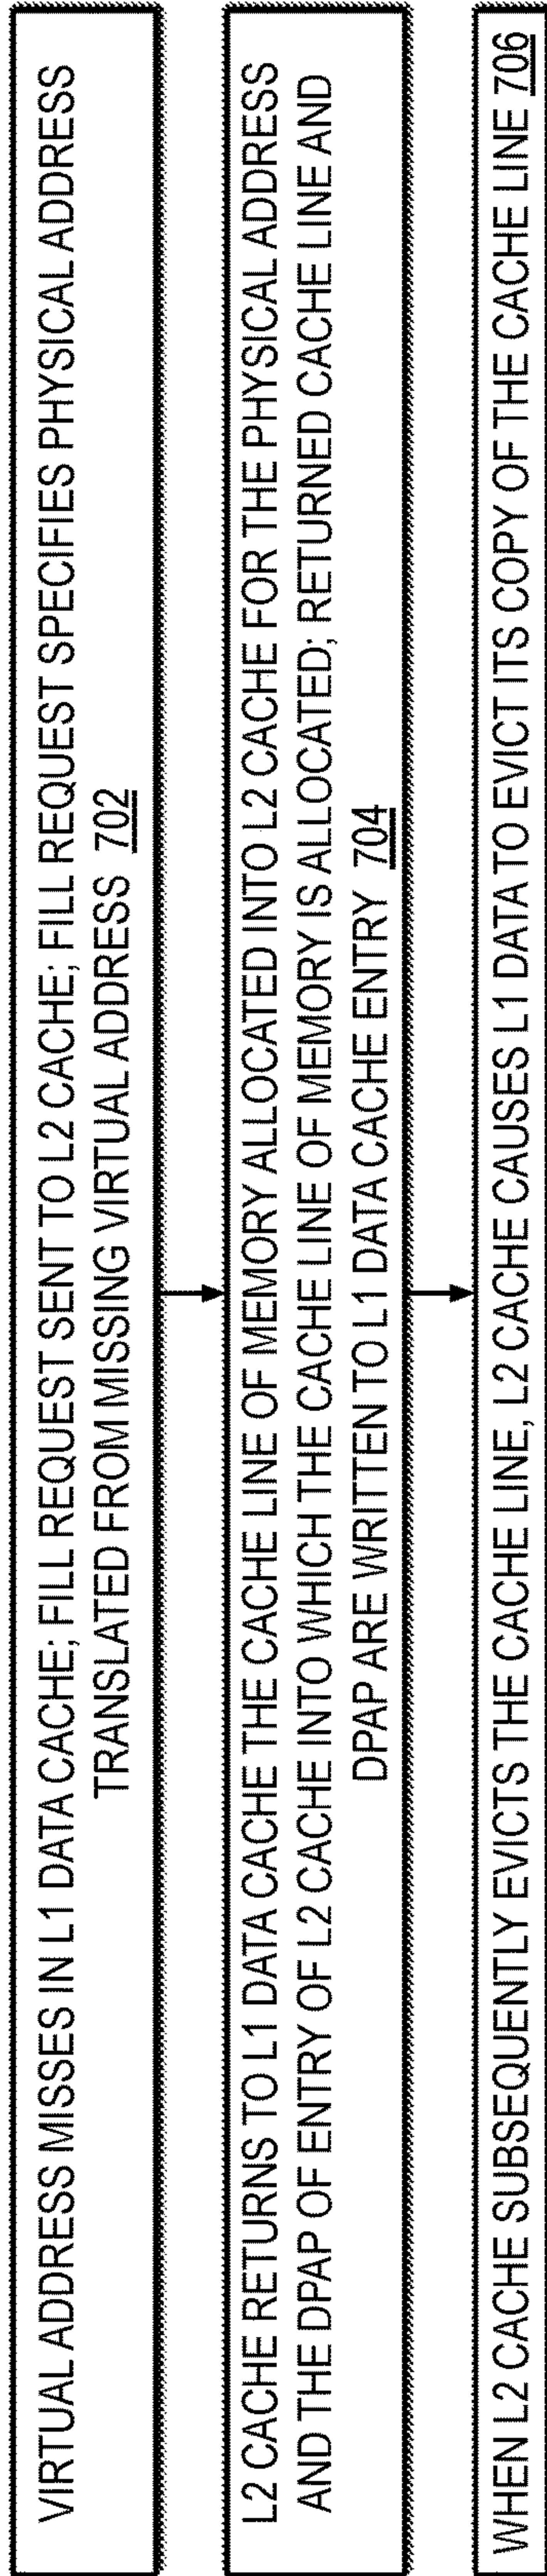 VIRTUAL ADDRESS MISSES IN L1 DATA CACHE; FILL REQUEST SENT TO L2 CACHE; FILL REQUEST SPECIFIES PHYSICAL ADDRESS
TRANSLATED FROM MISSING VIRTUAL ADDRESS 702
L2 CACHE RETURNS TO L1 DATA CACHE THE CACHE LINE OF MEMORY ALLOCATED INTO L2 CACHE FOR THE PHYSICAL ADDRESS
AND THE DPAP OF ENTRY OF L2 CACHE INTO WHICH THE CACHE LINE OF MEMORY IS ALLOCATED; RETURNED CACHE LINE AND
DPAP ARE WRITTEN TO L1 DATA CACHE ENTRY 704
WHEN L2 CACHE SUBSEQUENTLY EVICTS THE CACHE LINE, L2 CACHE CAUSES L1 DATA TO EVICT ITS COPY OF THE CACHE LINE 706